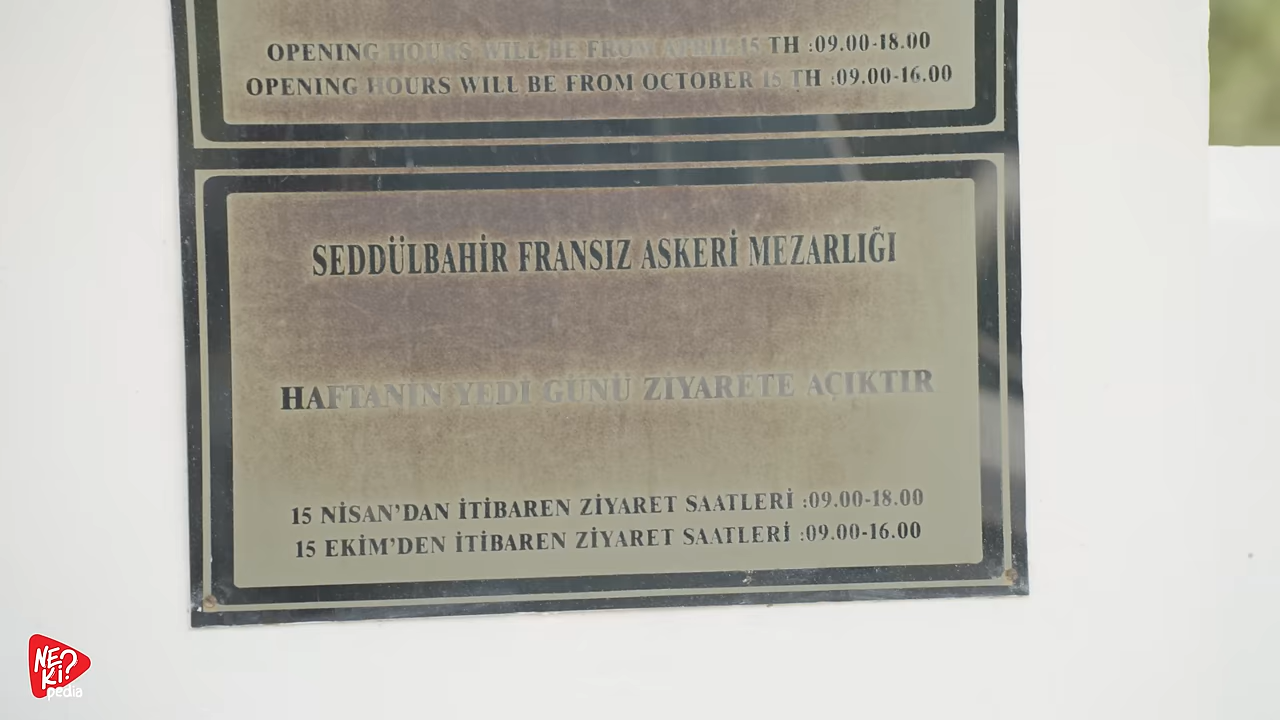 OPENING HOURS WILL BE FROM APRIL 15 TH :09.00-18.00
OPENING HOURS WILL BE FROM OCTOBER 15 TH :09.00-16.00
SEDDÜLBAHİR FRANSIZ ASKERİ MEZARLIĞI
HAFTANIN YEDİ GÜNÜ ZİYARETE AÇIKTIR
15 NİSAN'DAN İTİBAREN ZİYARET SAATLERİ :09.00-18.00
15 EKİM'DEN İTİBAREN ZİYARET SAATLERİ :09.00-16.00
NE
Kİ?
pedia